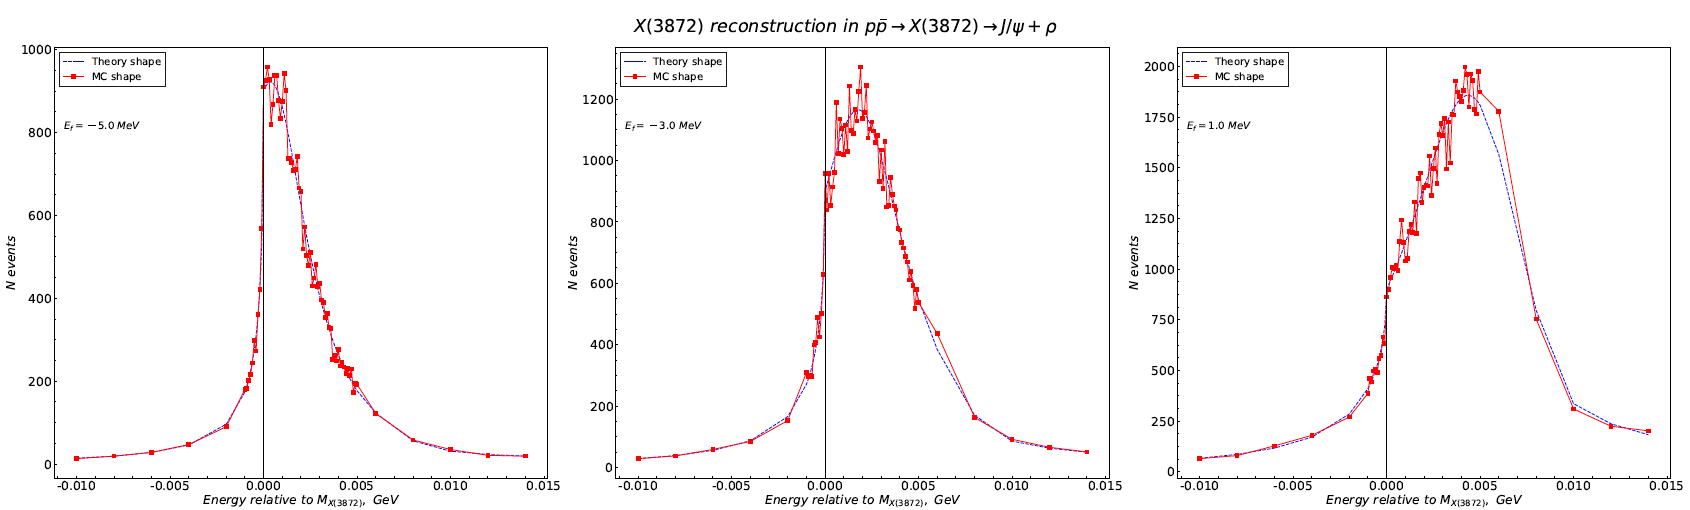 X(3872) reconstruction in pp̄ → X(3872) → J/ψ + ρ
1000
800
600
400
200
0
N events
Theory shape
MC shape
E_f = −5.0 MeV
-0.010
-0.005
0.000
0.005
0.010
0.015
Energy relative to M_X(3872), GeV
1200
1000
800
600
400
200
0
N events
Theory shape
MC shape
E_f = −3.0 MeV
-0.010
-0.005
0.000
0.005
0.010
0.015
Energy relative to M_X(3872), GeV
2000
1750
1500
1250
1000
750
500
250
0
N events
Theory shape
MC shape
E_f = 1.0 MeV
-0.010
-0.005
0.000
0.005
0.010
0.015
Energy relative to M_X(3872), GeV